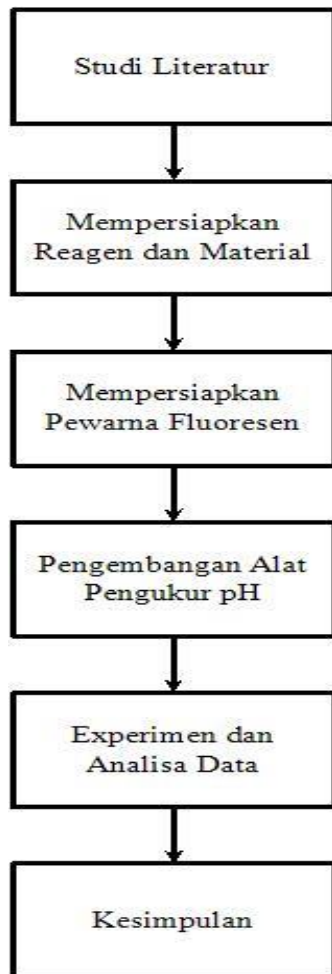 Studi Literatur
Mempersiapkan
Reagen dan Material
Mempersiapkan
Pewarna Fluoresen
Pengembangan Alat
Pengukur pH
Experimen dan
Analisa Data
Kesimpulan